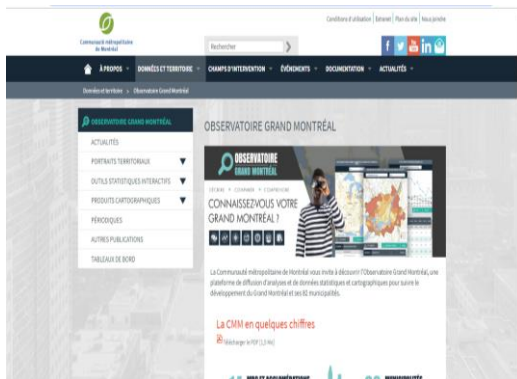 Conditions d'utilisation | Extranet | Plan du site | Nous joindre
Communauté métropolitaine
de Montréal
Rechercher
À PROPOS
DONNÉES ET TERRITOIRE
CHAMPS D'INTERVENTION
ÉVÉNEMENTS
DOCUMENTATION
ACTUALITÉS
Données et territoire > Observatoire Grand Montréal
OBSERVATOIRE GRAND MONTRÉAL
ACTUALITÉS
PORTRAITS TERRITORIAUX
OUTILS STATISTIQUES INTERACTIFS
PRODUITS CARTOGRAPHIQUES
PÉRIODIQUES
AUTRES PUBLICATIONS
TABLEAUX DE BORD
OBSERVATOIRE GRAND MONTRÉAL
OBSERVATOIRE
GRAND MONTRÉAL
CONNAISSEZ-VOUS VOTRE
GRAND MONTRÉAL ?
La Communauté métropolitaine de Montréal vous invite à découvrir l'Observatoire Grand Montréal, une
plateforme de diffusion d'analyses et de données statistiques et cartographiques pour suivre le
développement du Grand Montréal et ses 82 municipalités.
La CMM en quelques chiffres
Télécharger le PDF (1,5 Mo)